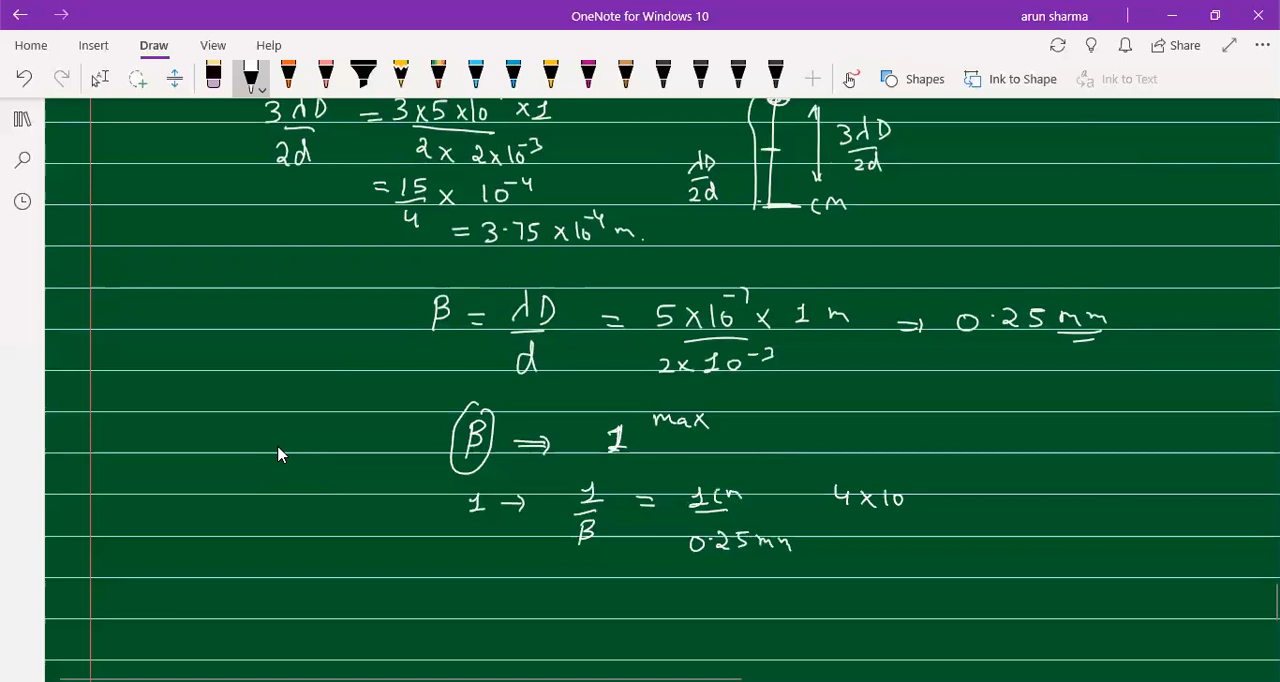 OneNote for Windows 10
arun sharma
Home Insert Draw View Help
Share
Shapes Ink to Shape Ink to Text
3λD/2d = 3×5×10 ×1 / 2× 2×10⁻³
= 15/4 × 10⁻⁴
= 3.75 ×10⁻⁴ m.
λD/2d
3λD/2d
CM
β = λD/d = 5×10⁻⁷ × 1 m / 2×10⁻³ ⇒ 0.25 mm
β ⇒ 1 max
1 → 1/β = 1cm/0.25mm 4×10